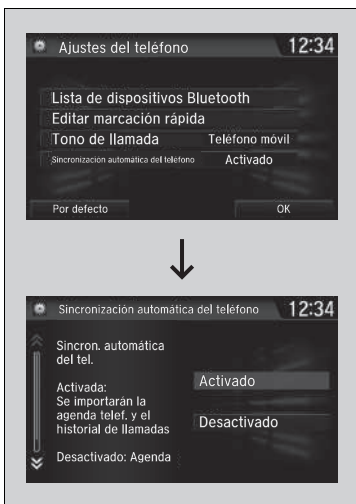 Ajustes del teléfono 12:34
Lista de dispositivos Bluetooth
Editar marcación rápida
Tono de llamada Teléfono móvil
Sincronización automática del teléfono Activado
Por defecto OK
Sincronización automática del teléfono 12:34
Sincron. automática
del tel.
Activada:
Se importarán la
agenda telef. y el
historial de llamadas
Desactivado: Agenda
Activado
Desactivado